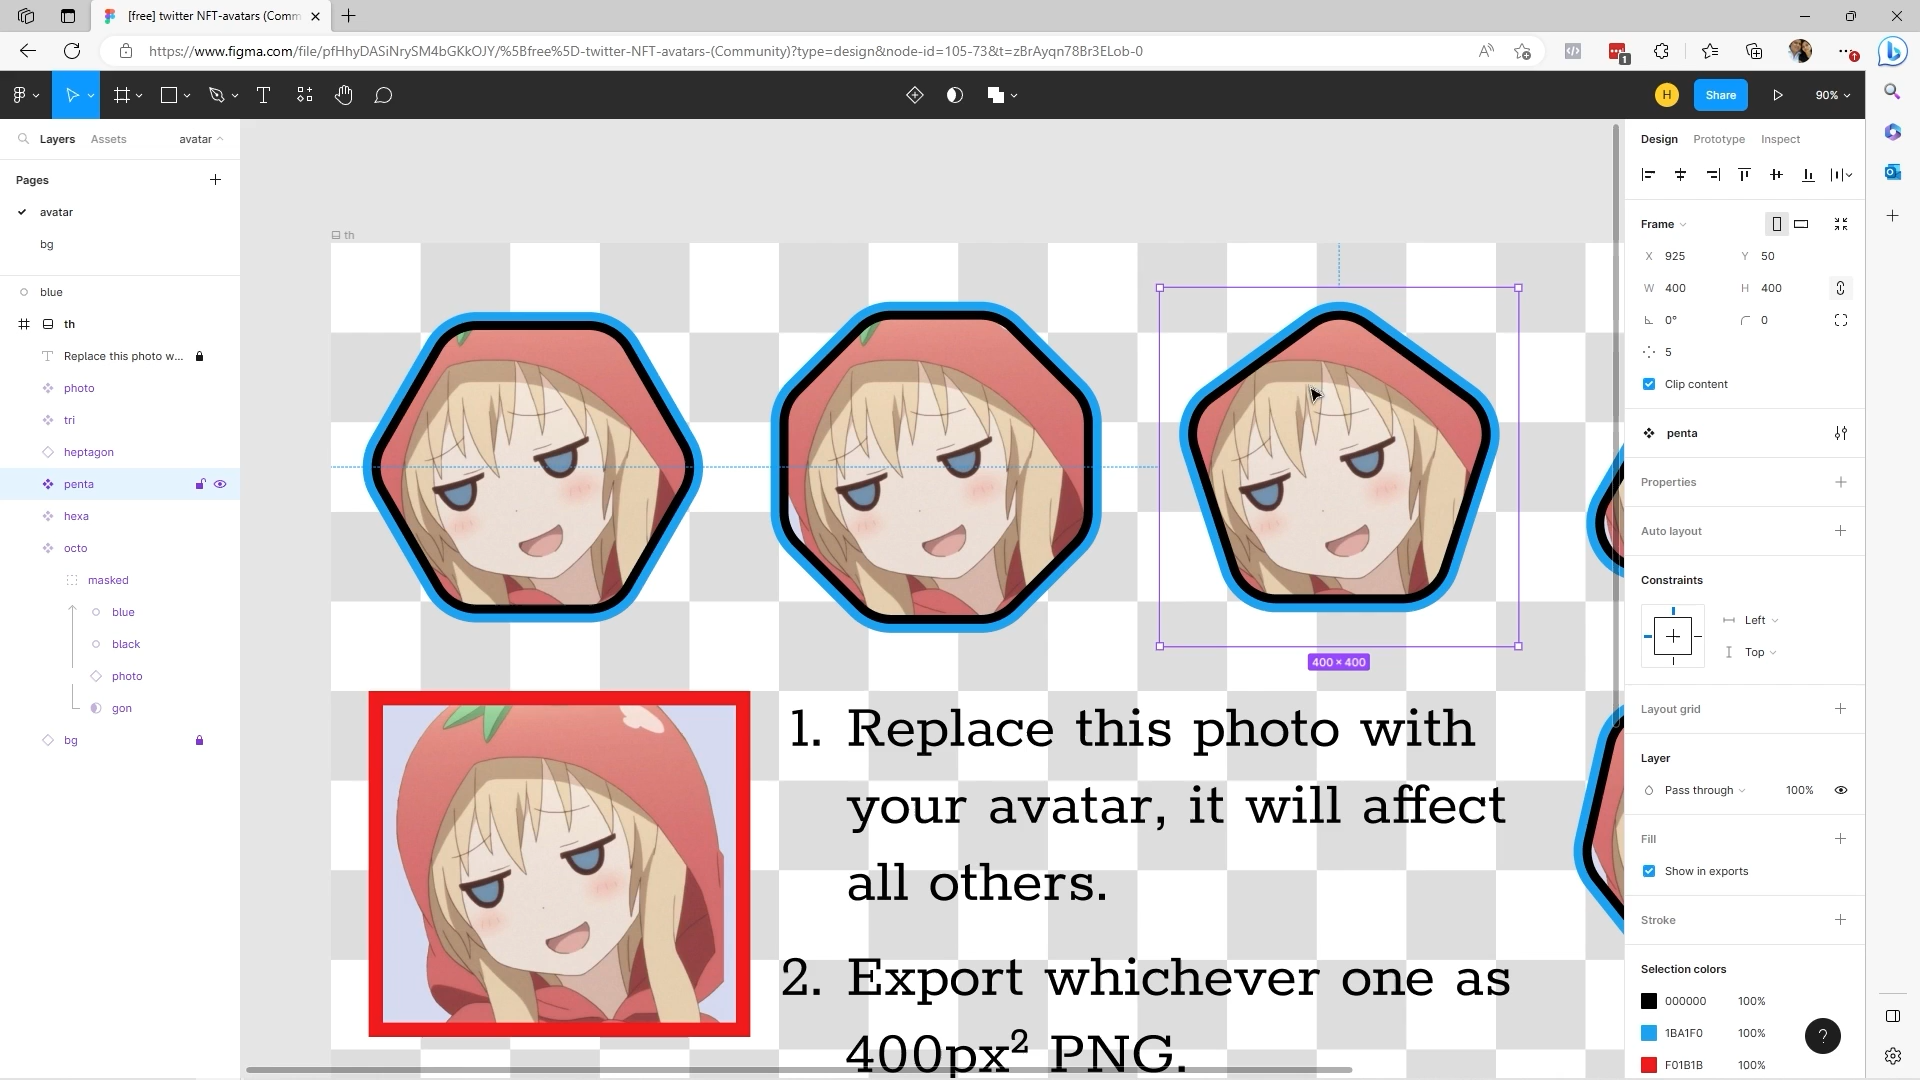 [free] twitter NFT-avatars (Comm
https://www.figma.com/file/pfHhyDASiNrySM4bGKkOJY/%5Bfree%5D-twitter-NFT-avatars-(Community)?type=design&node-id=105-73&t=zBrAyqn78Br3ELob-0
1
H
Share
90%
Layers
Assets
avatar
Design
Prototype
Inspect
Pages
avatar
bg
blue
th
Replace this photo w...
photo
tri
heptagon
penta
hexa
octo
masked
blue
black
photo
gon
bg
th
400 × 400
1. Replace this photo with
your avatar, it will affect
all others.
2. Export whichever one as
400px² PNG.
Frame
X 925 Y 50
W 400 H 400
0° 0
5
Clip content
penta
Properties
Auto layout
Constraints
Left
Top
Layout grid
Layer
Pass through 100%
Fill
Show in exports
Stroke
Selection colors
000000 100%
1BA1F0 100%
F01B1B 100%
?